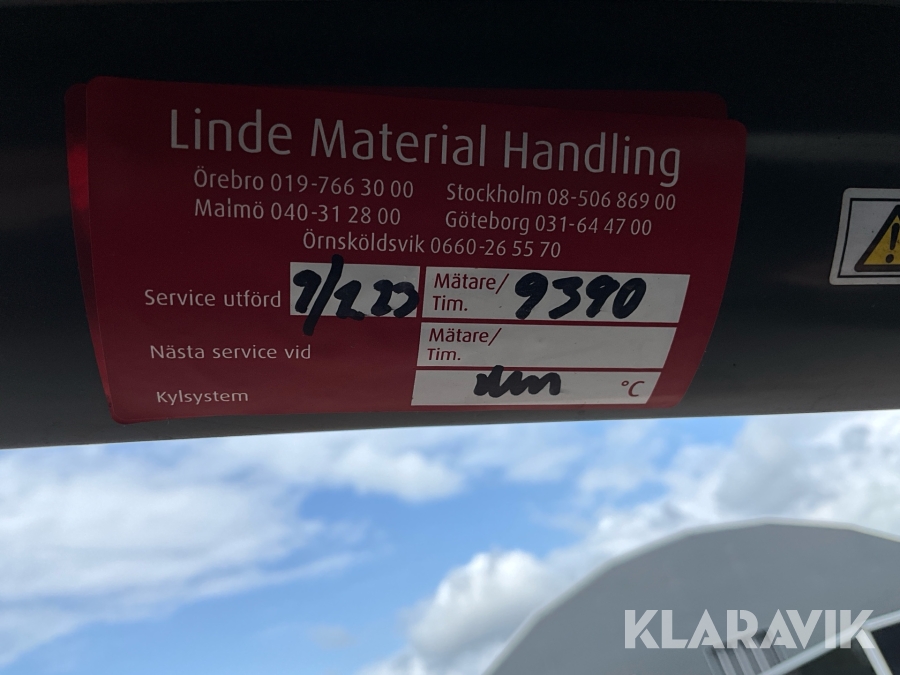 Linde Material Handling
Örebro 019-766 30 00 Stockholm 08-506 869 00
Malmö 040-31 28 00 Göteborg 031-64 47 00
Örnsköldsvik 0660-26 55 70
Service utförd Mätare/Tim. 9390
Nästa service vid Mätare/Tim.
Kylsystem °C
KLARAVIK